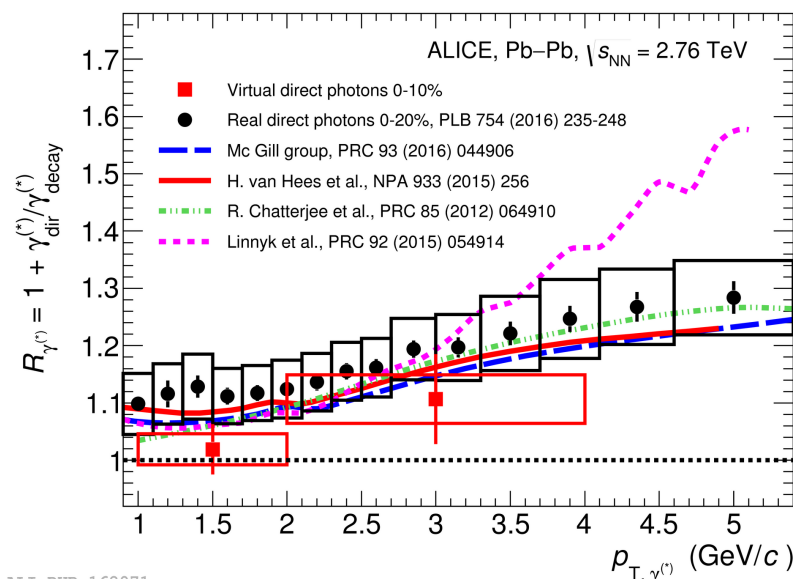 ALICE, Pb–Pb, √sNN = 2.76 TeV
Virtual direct photons 0-10%
Real direct photons 0-20%, PLB 754 (2016) 235-248
Mc Gill group, PRC 93 (2016) 044906
H. van Hees et al., NPA 933 (2015) 256
R. Chatterjee et al., PRC 85 (2012) 064910
Linnyk et al., PRC 92 (2015) 054914
Rγ(*) = 1 + γ(*)dir/γ(*)decay
1.7
1.6
1.5
1.4
1.3
1.2
1.1
1
1 1.5 2 2.5 3 3.5 4 4.5 5
pT, γ(*) (GeV/c)